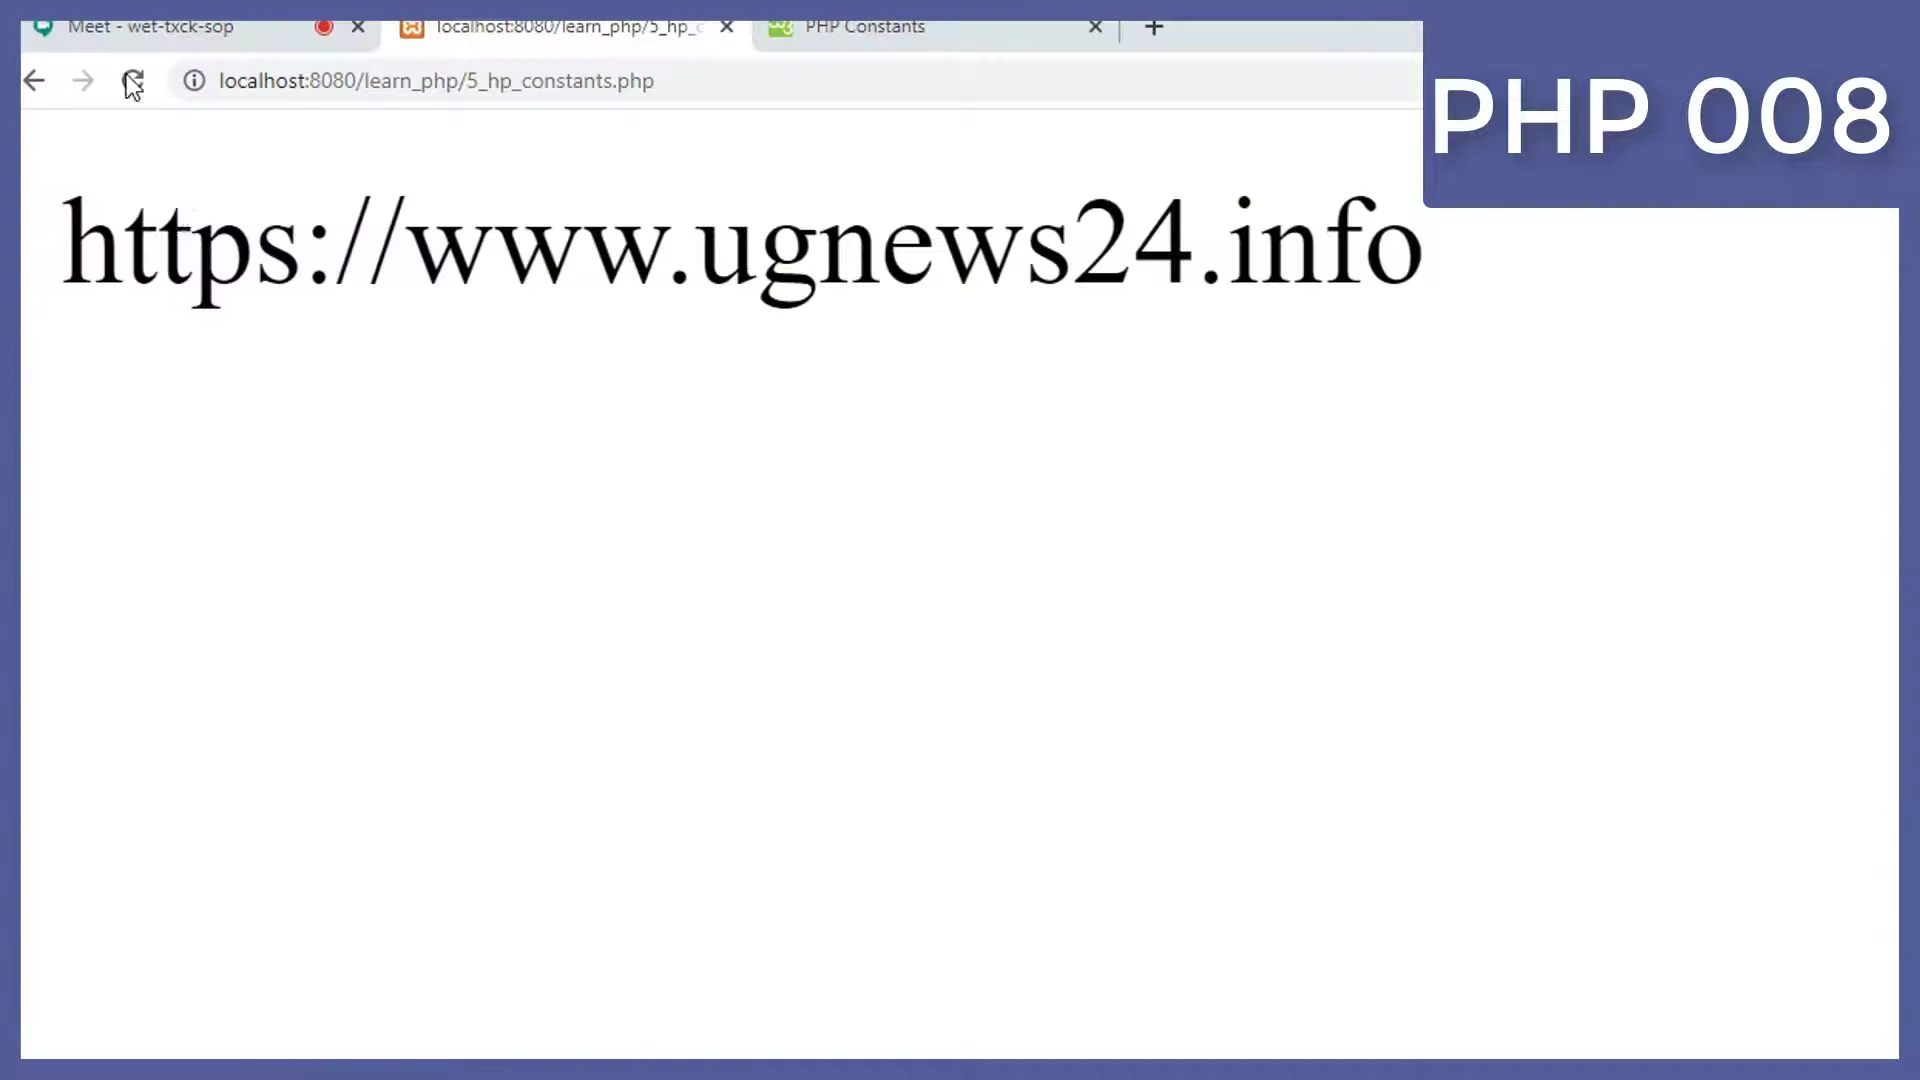 Meet - wet-txck-sop
localhost:8080/learn_php/5_hp_c
PHP Constants
localhost:8080/learn_php/5_hp_constants.php
PHP 008
https://www.ugnews24.info